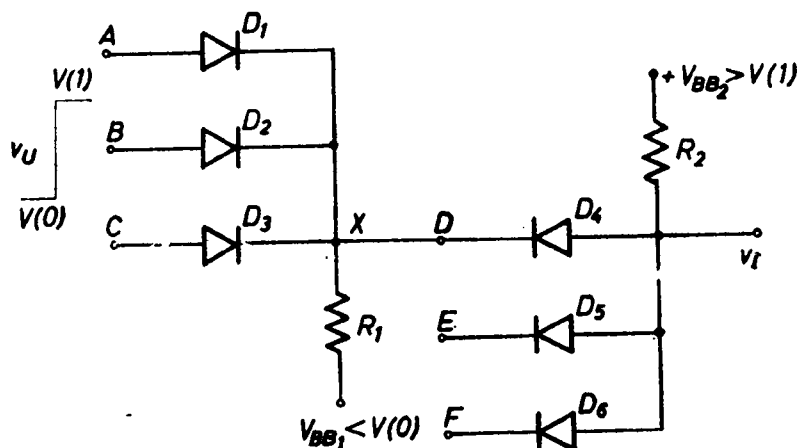 A
D1
V(1)
+ VBB2 > V(1)
B
D2
R2
vU
V(0)
C
D3
X
D
D4
vI
R1
E
D5
VBB1 < V(0)
F
D6